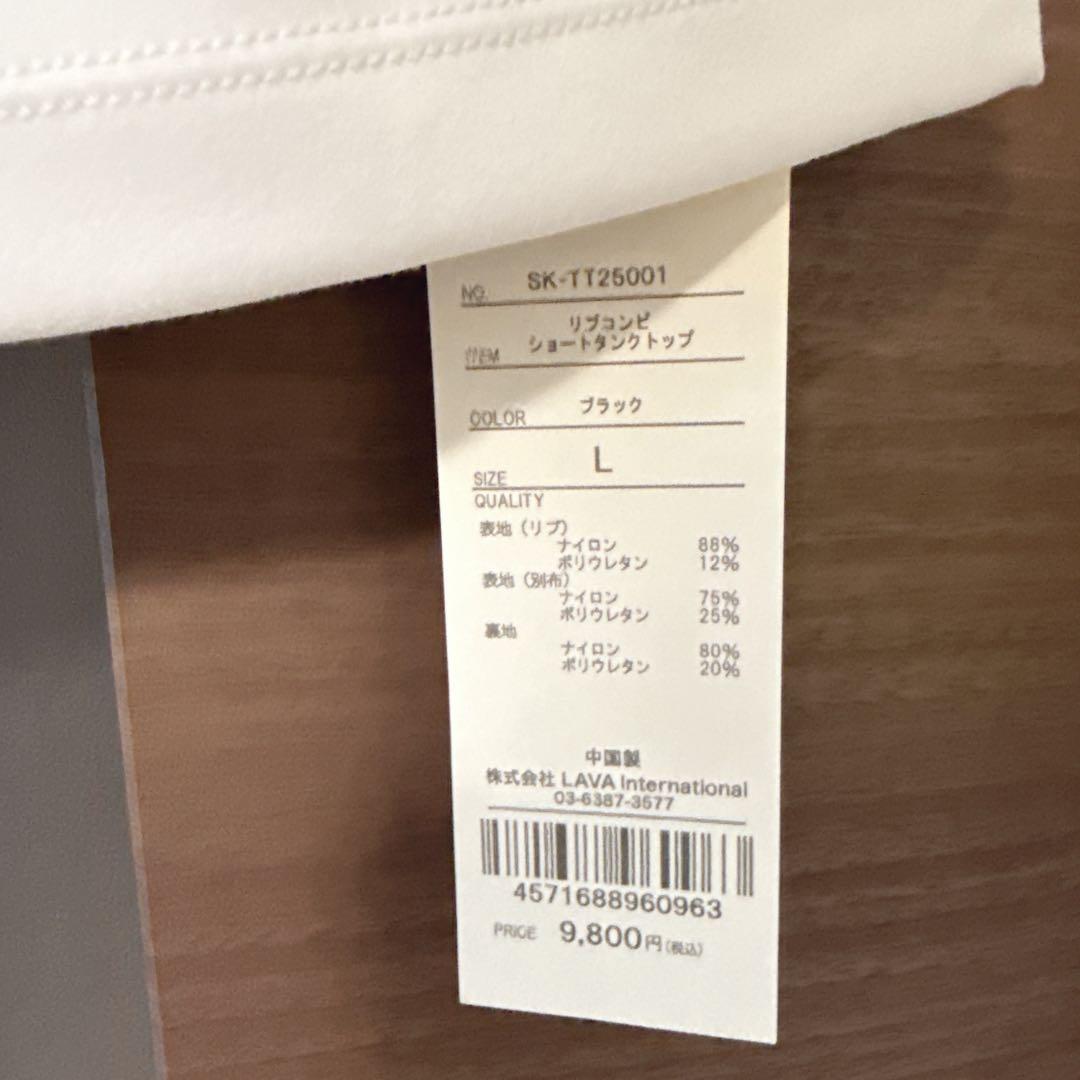 NO. SK-TT25001
リブコンビ
ITEM ショートタンクトップ
COLOR ブラック
SIZE L
QUALITY
表地（リブ）
ナイロン 88%
ポリウレタン 12%
表地（別布）
ナイロン 75%
ポリウレタン 25%
裏地
ナイロン 80%
ポリウレタン 20%
中国製
株式会社 LAVA International
03-6387-3577
4571688960963
PRICE 9,800円(税込)